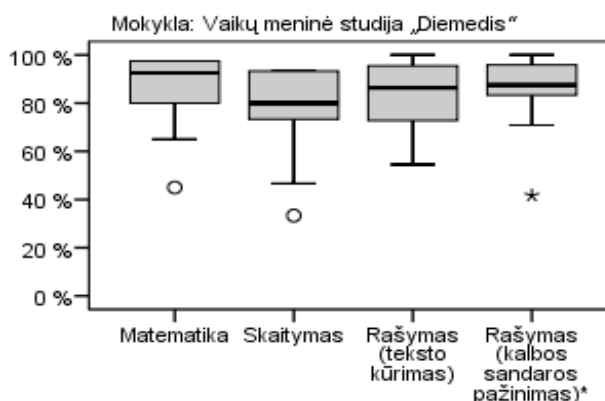 Mokykla: Vaikų meninė studija „Diemedis“
100 %
80 %
60 %
40 %
20 %
0 %
Matematika
Skaitymas
Rašymas
(teksto
kūrimas)
Rašymas
(kalbos
sandaros
pažinimas)*